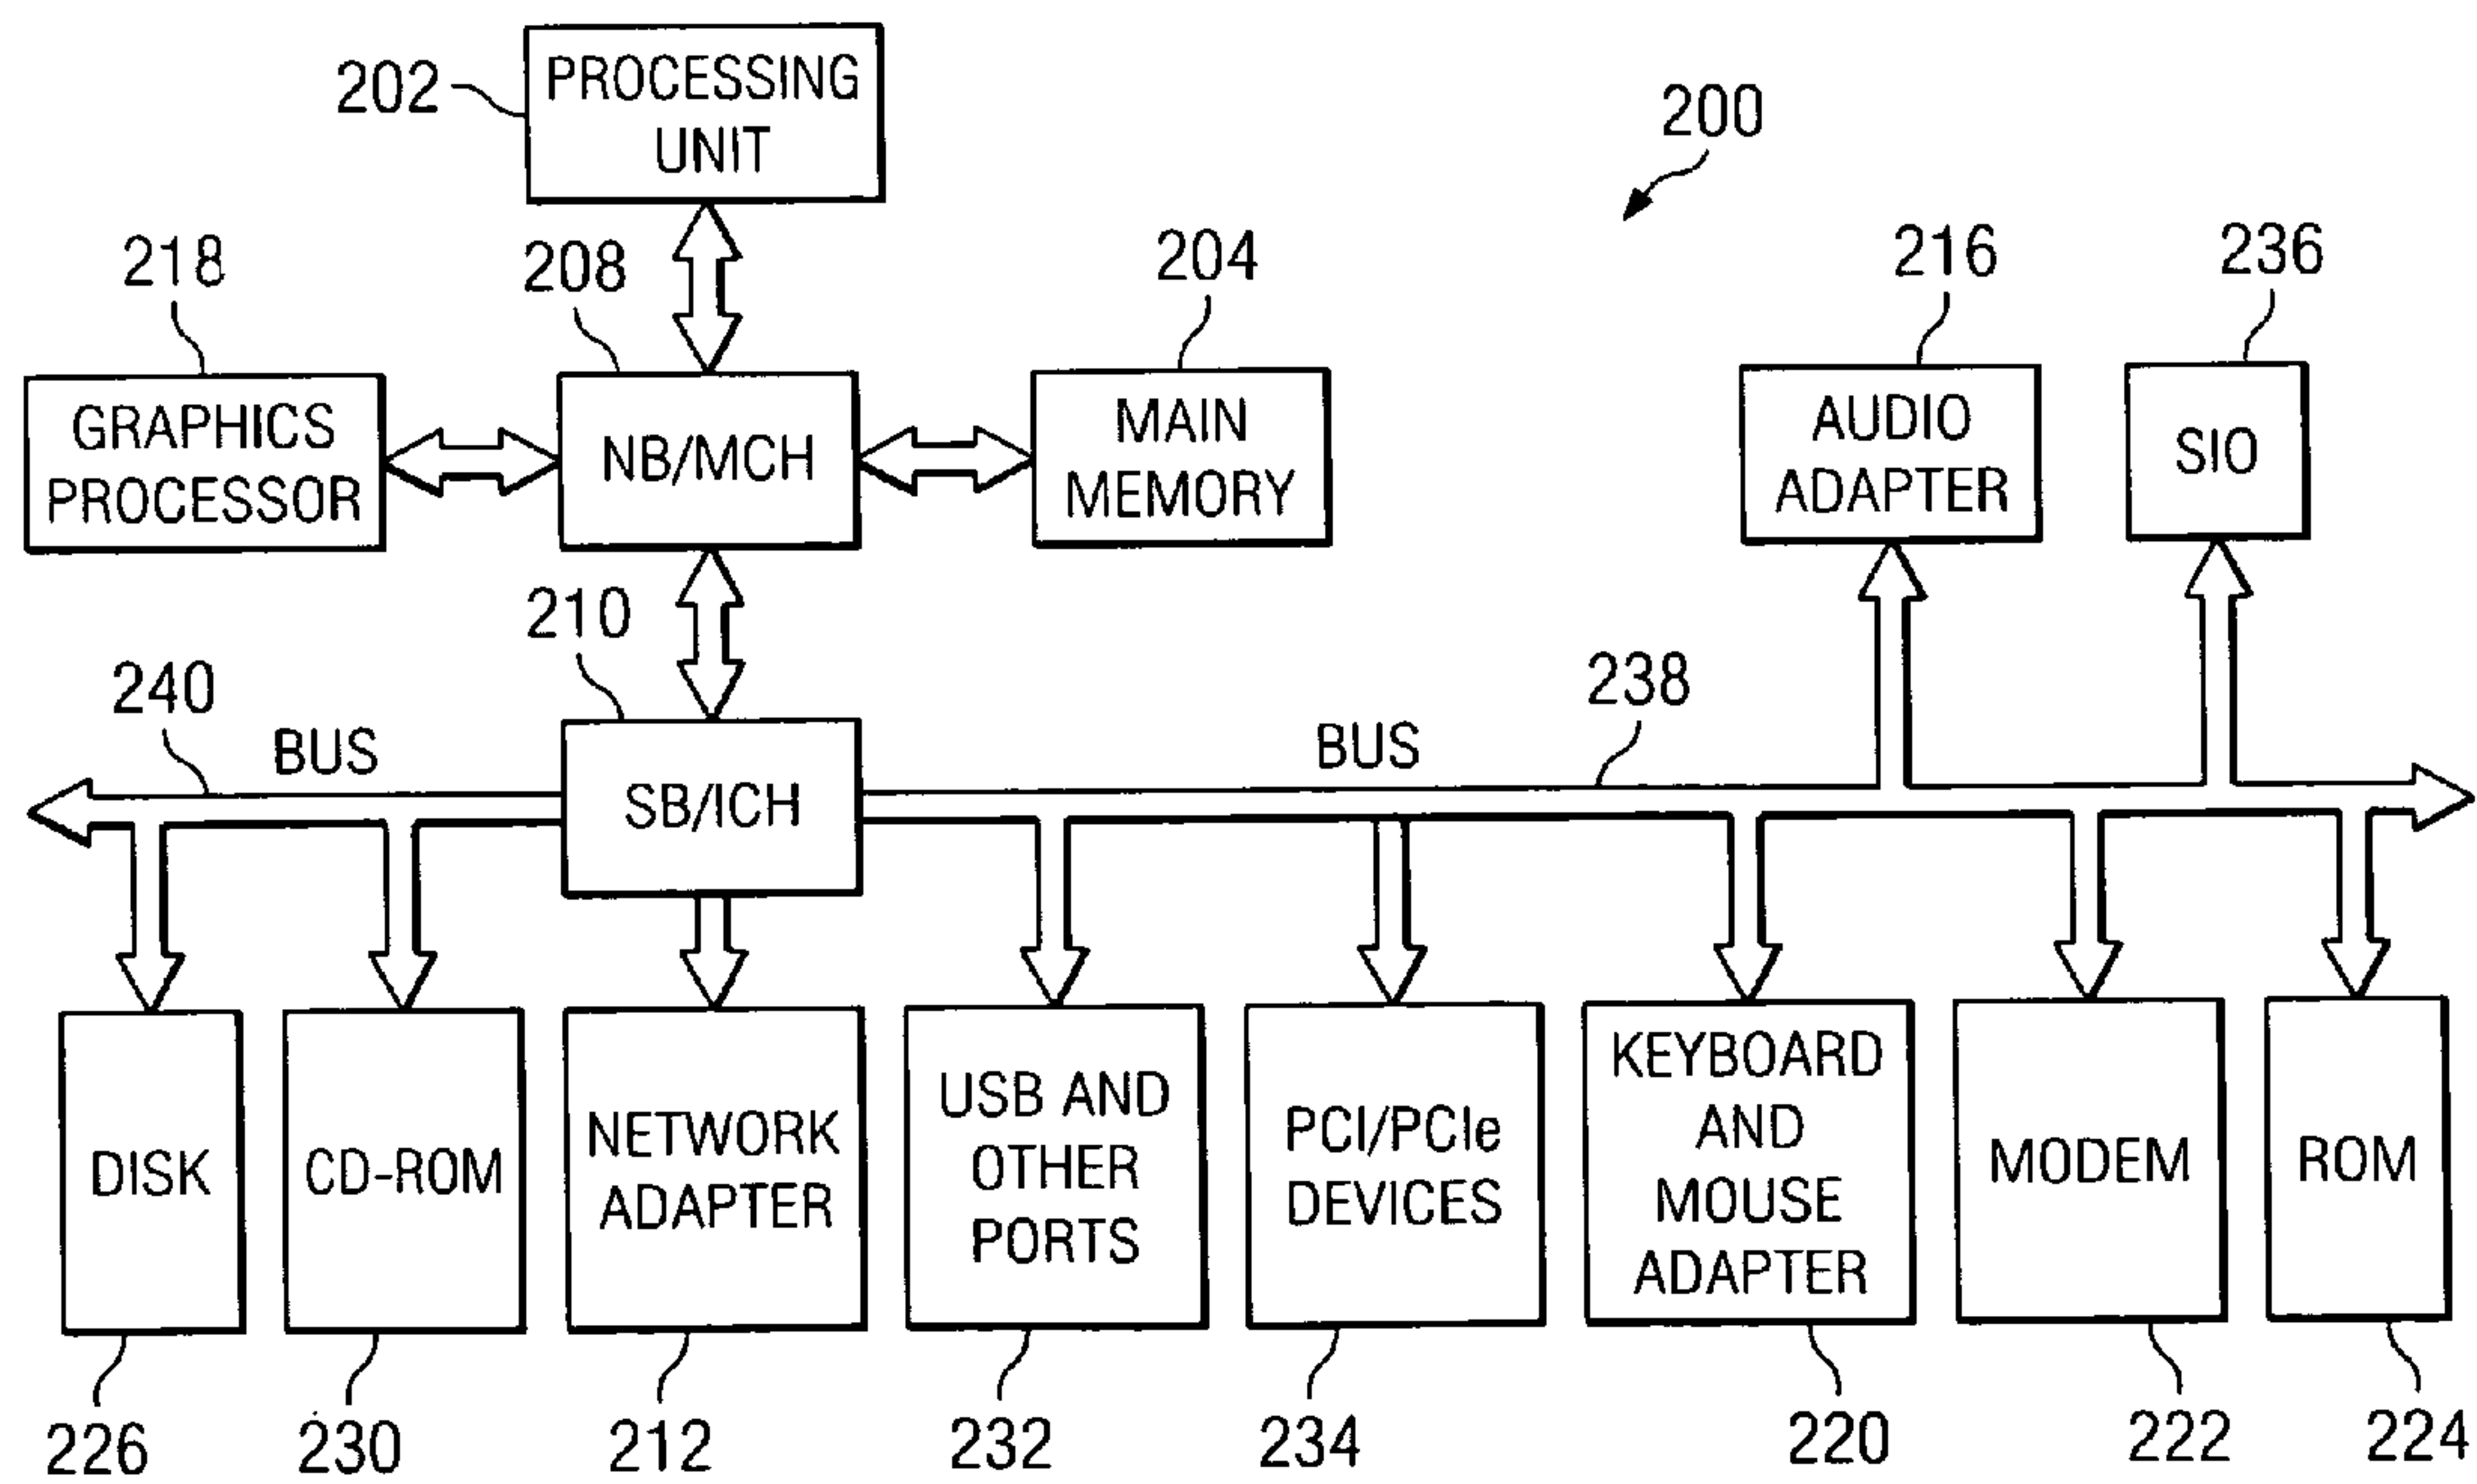 PROCESSING
UNIT
202
200
218
208
204
216
236
GRAPHICS
PROCESSOR
NB/MCH
MAIN
MEMORY
AUDIO
ADAPTER
SIO
210
240
BUS
SB/ICH
BUS
238
DISK
CD-ROM
NETWORK
ADAPTER
USB AND
OTHER
PORTS
PCI/PCIe
DEVICES
KEYBOARD
AND
MOUSE
ADAPTER
MODEM
ROM
226
230
212
232
234
220
222
224